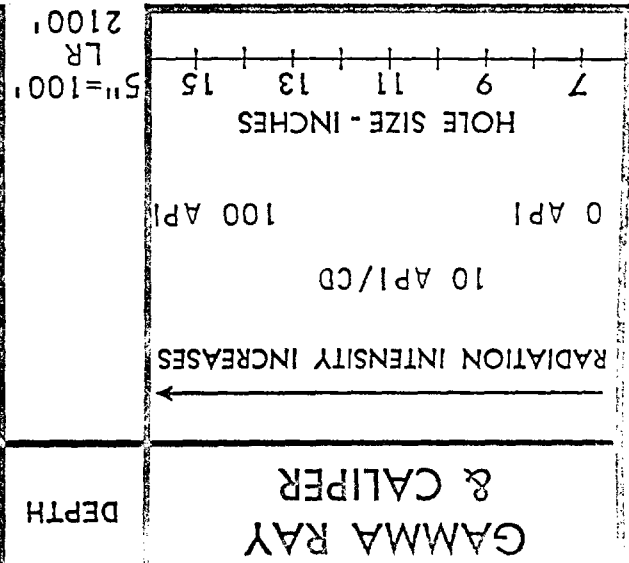 GAMMA RAY
& CALIPER
DEPTH
RADIATION INTENSITY INCREASES
10 API/CD
0 API 100 API
HOLE SIZE - INCHES
7 9 11 13 15
5"=100'
LR
2100'